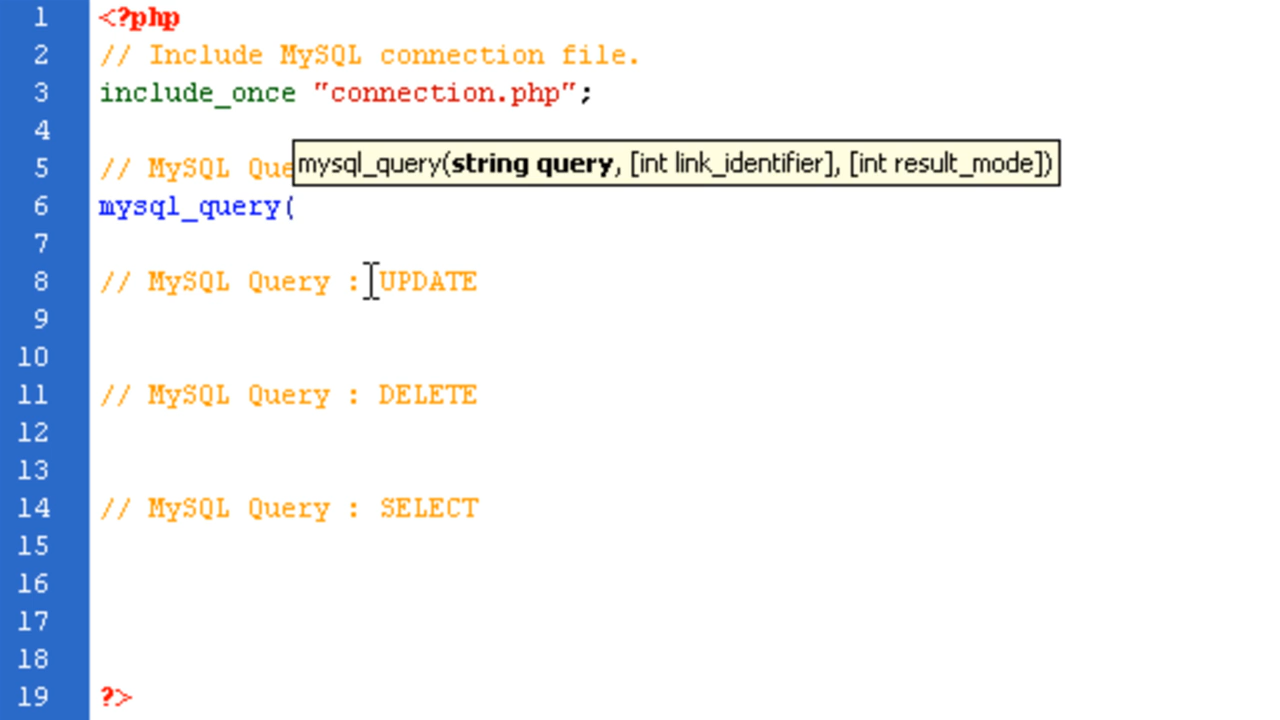 1 <?php
2 // Include MySQL connection file.
3 include_once "connection.php";
4
mysql_query(string query, [int link_identifier], [int result_mode])
5 // MySQL Que
6 mysql_query(
7
8 // MySQL Query : UPDATE
9
10
11 // MySQL Query : DELETE
12
13
14 // MySQL Query : SELECT
15
16
17
18
19 ?>